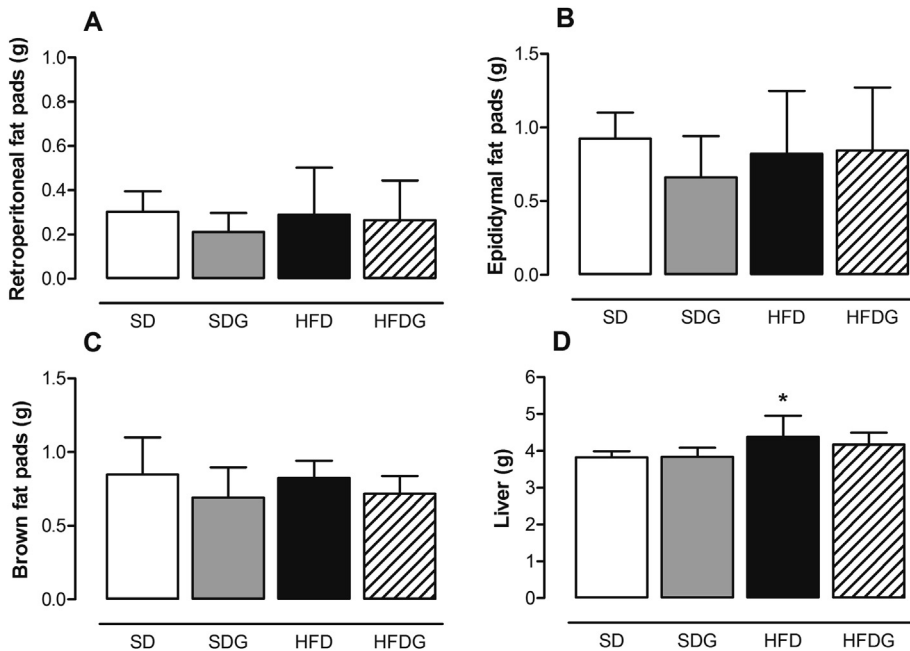 A
Retroperitoneal fat pads (g)
1.0
0.8
0.6
0.4
0.2
0.0
SD SDG HFD HFDG
B
Epididymal fat pads (g)
1.5
1.0
0.5
0.0
SD SDG HFD HFDG
C
Brown fat pads (g)
1.5
1.0
0.5
0.0
SD SDG HFD HFDG
D
Liver (g)
6
5
4
3
2
1
0
*
SD SDG HFD HFDG